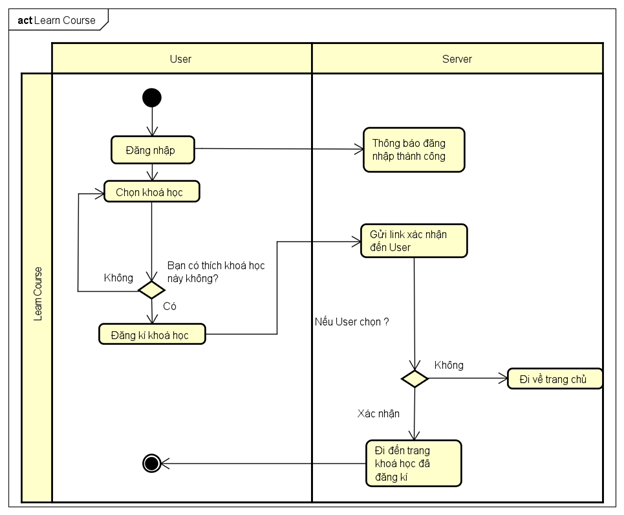 act Learn Course
User
Server
Learn Course
Đăng nhập
Thông báo đăng
nhập thành công
Chọn khoá học
Gửi link xác nhận
đến User
Bạn có thích khoá học
này không?
Không
Có
Đăng kí khoá học
Nếu User chọn ?
Không
Đi về trang chủ
Xác nhận
Đi đến trang
khoá học đã
đăng kí